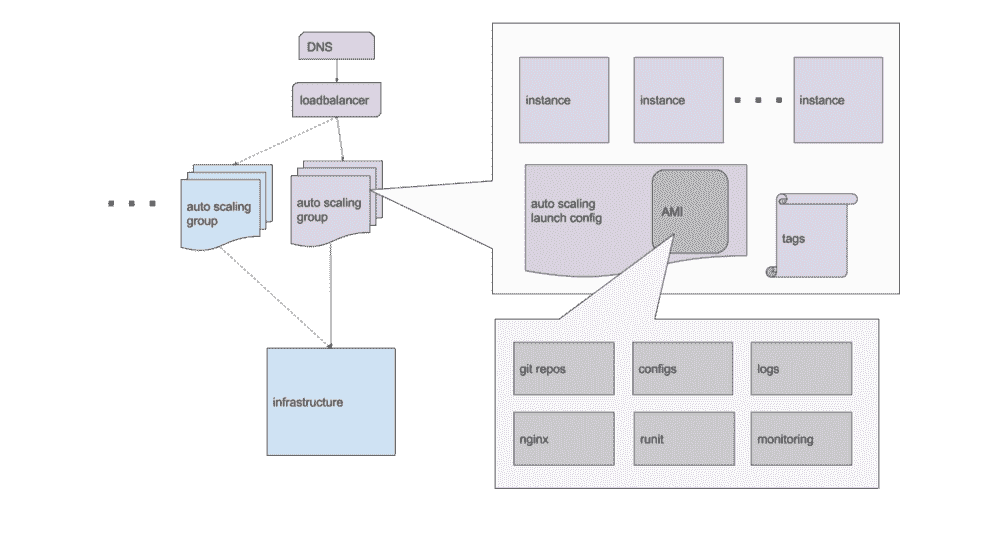 DNS
loadbalancer
auto scaling
group
auto scaling
group
infrastructure
instance
instance
instance
auto scaling
launch config
AMI
tags
git repos
configs
logs
nginx
runit
monitoring